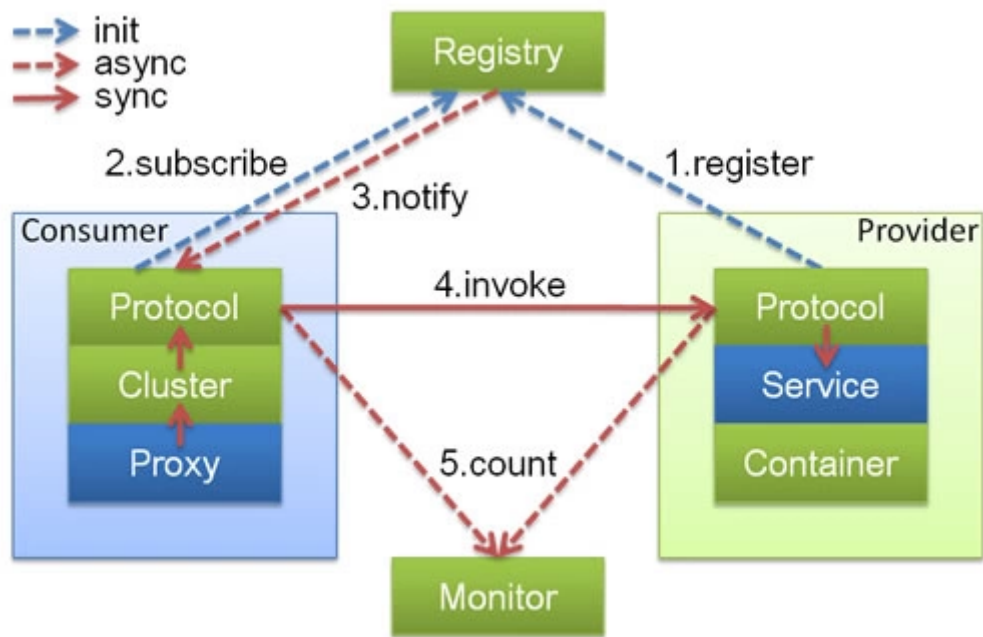 init
async
sync
Registry
2.subscribe
1.register
3.notify
Consumer
Provider
Protocol
4.invoke
Protocol
Cluster
Service
Proxy
5.count
Container
Monitor